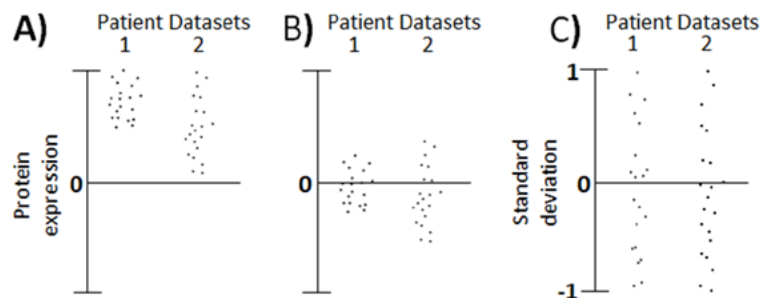 A)
Patient Datasets
1 2
Protein
expression
0
B)
Patient Datasets
1 2
0
C)
Patient Datasets
1 2
Standard
deviation
1
0
-1